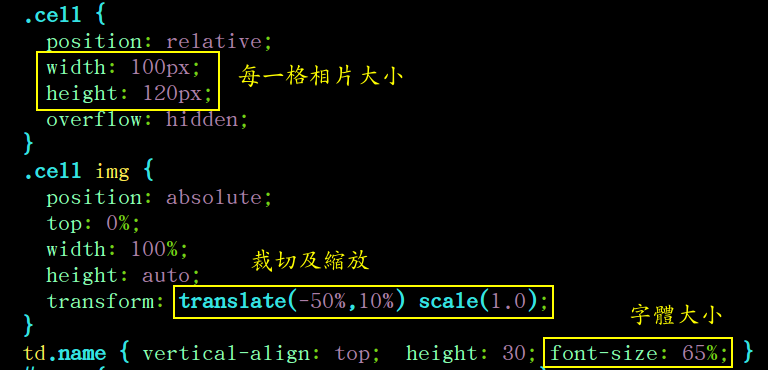 .cell {
position: relative;
width: 100px;
每一格相片大小
height: 120px;
overflow: hidden;
}
.cell img {
position: absolute;
top: 0%;
width: 100%;
裁切及縮放
height: auto;
transform: translate(-50%,10%) scale(1.0);
}
字體大小
td.name { vertical-align: top; height: 30; font-size: 65%; }